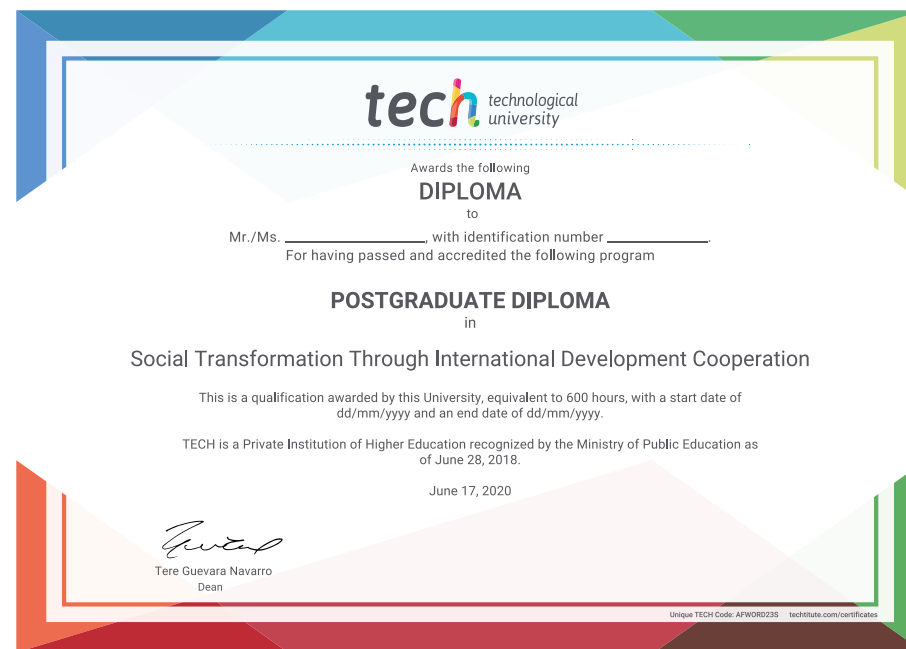 tech technological
university
Awards the following
DIPLOMA
to
Mr./Ms. ____________________, with identification number ______________.
For having passed and accredited the following program
POSTGRADUATE DIPLOMA
in
Social Transformation Through International Development Cooperation
This is a qualification awarded by this University, equivalent to 600 hours, with a start date of
dd/mm/yyyy and an end date of dd/mm/yyyy.
TECH is a Private Institution of Higher Education recognized by the Ministry of Public Education as
of June 28, 2018.
June 17, 2020
Tere Guevara Navarro
Dean
Unique TECH Code: AFWORD23S techtitute.com/certificates